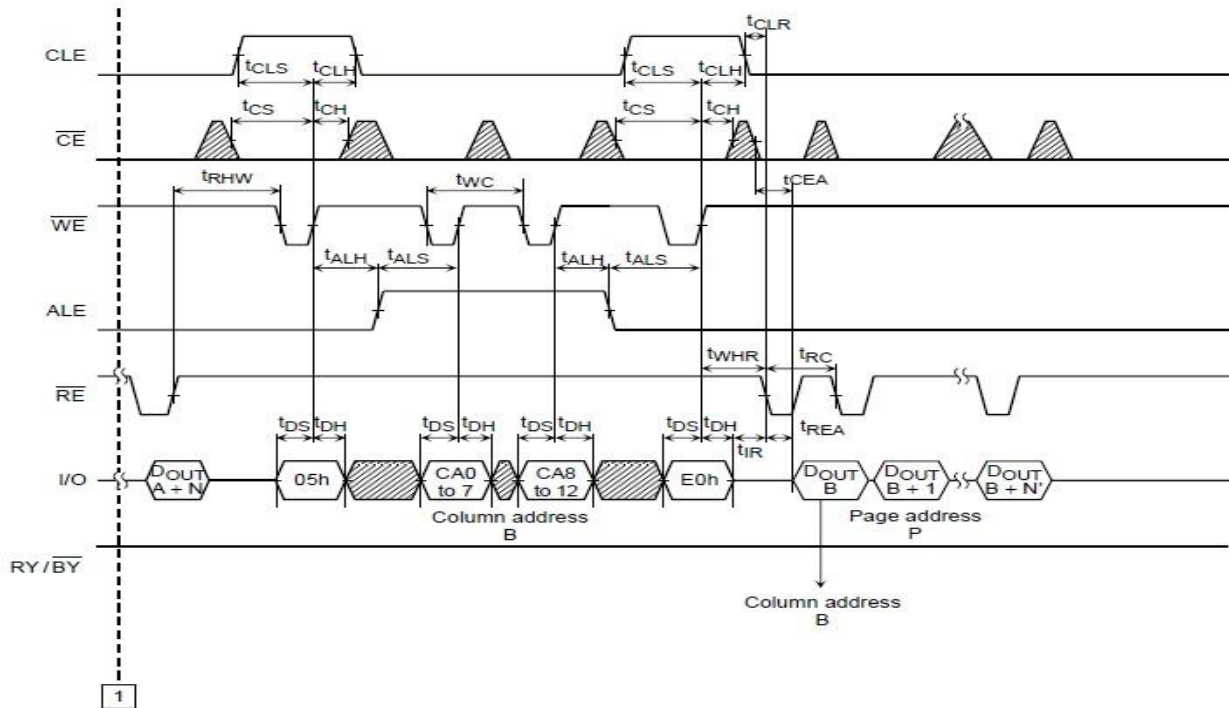 tCLR
CLE
tCLS tCLH tCLS tCLH
tCS tCH tCS tCH
CE
tCEA
tRHW tWC
WE
tALH tALS tALH tALS
ALE
tWHR tRC
RE
tDS tDH tDS tDH tDS tDH tDS tDH tIR tREA
I/O
DOUT A + N
05h
CA0 to 7
CA8 to 12
E0h
DOUT B
DOUT B + 1
DOUT B + N'
Column address
B
Page address
P
RY/BY
Column address
B
1